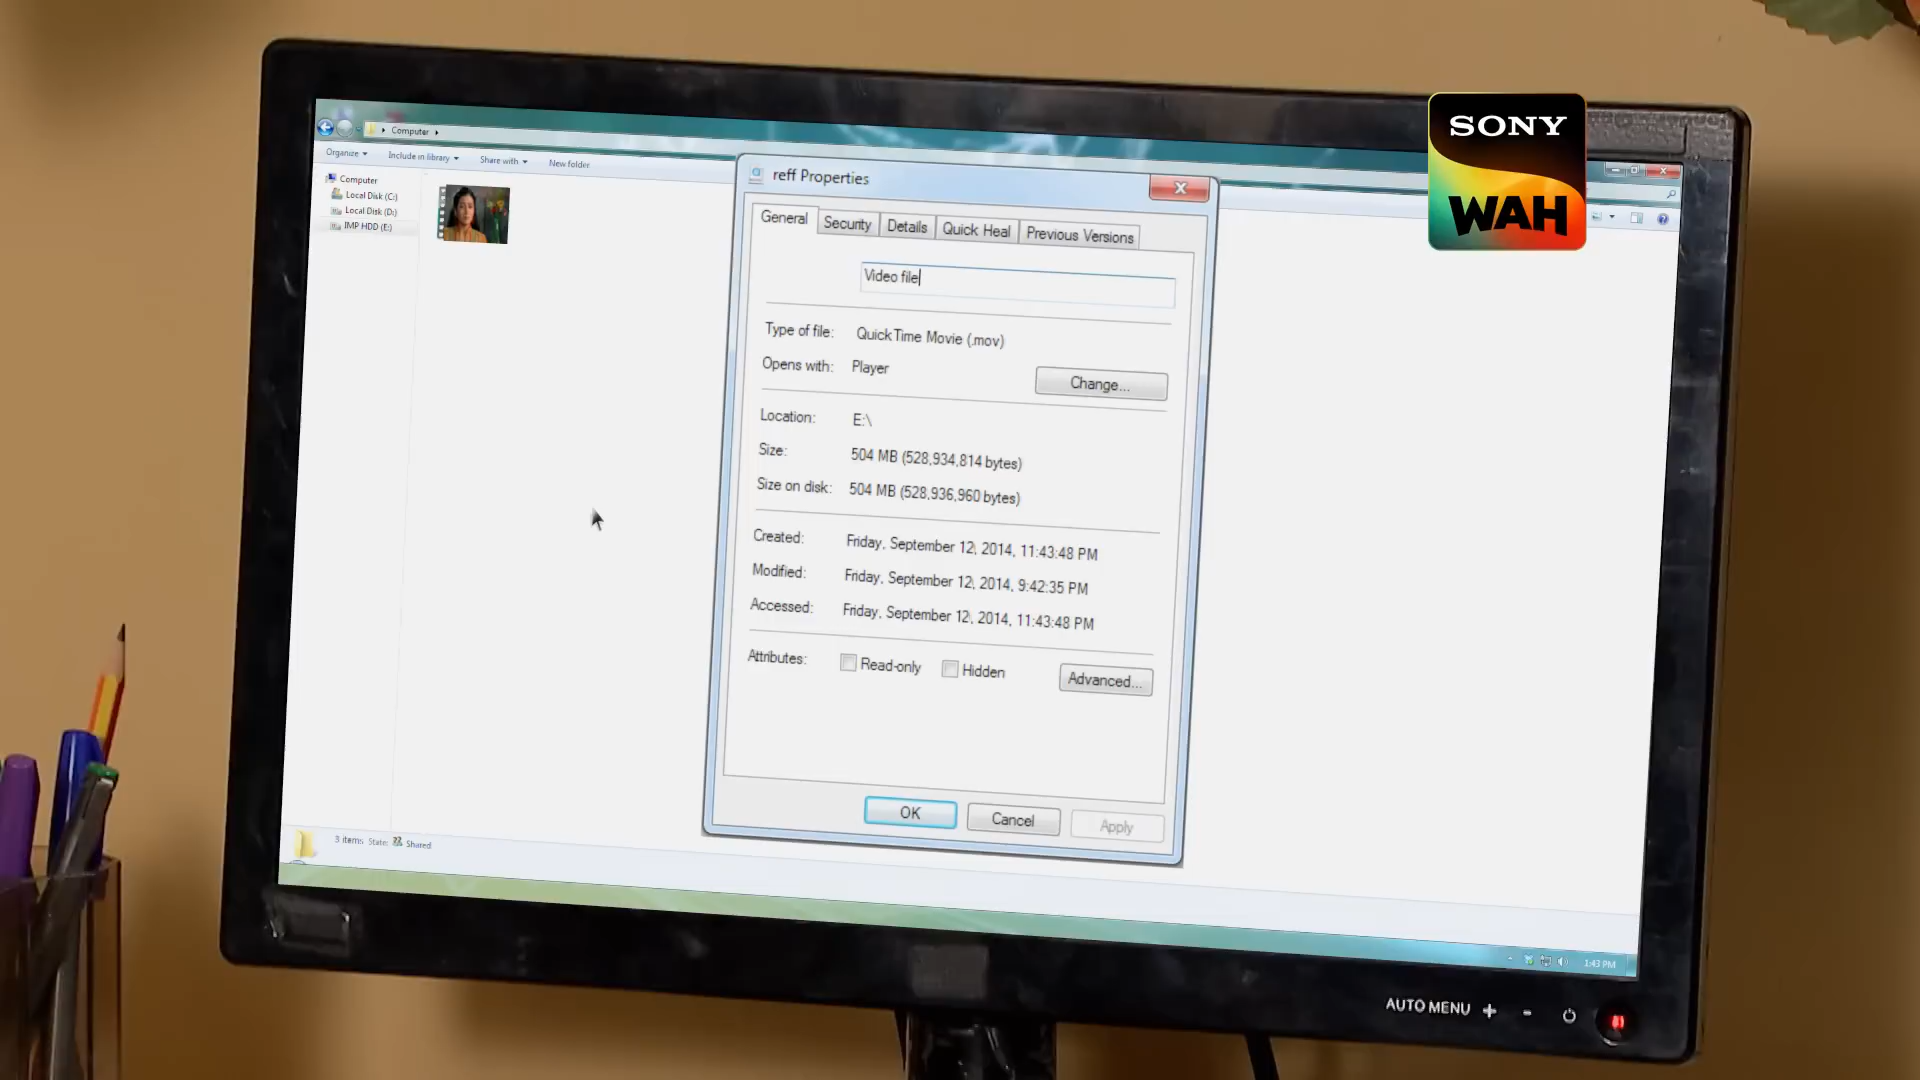 SONY
WAH
Computer
Organize
Include in library
Share with
New folder
Computer
Local Disk (C:)
Local Disk (D:)
IMP HDD (E:)
reff Properties
General
Security
Details
Quick Heal
Previous Versions
Video file
Type of file: QuickTime Movie (.mov)
Opens with: Player
Change...
Location: E:\
Size: 504 MB (528,934,814 bytes)
Size on disk: 504 MB (528,936,960 bytes)
Created: Friday, September 12, 2014, 11:43:48 PM
Modified: Friday, September 12, 2014, 9:42:35 PM
Accessed: Friday, September 12, 2014, 11:43:48 PM
Attributes: Read-only Hidden
Advanced...
OK
Cancel
Apply
3 items State: Shared
1:43 PM
AUTO MENU + -